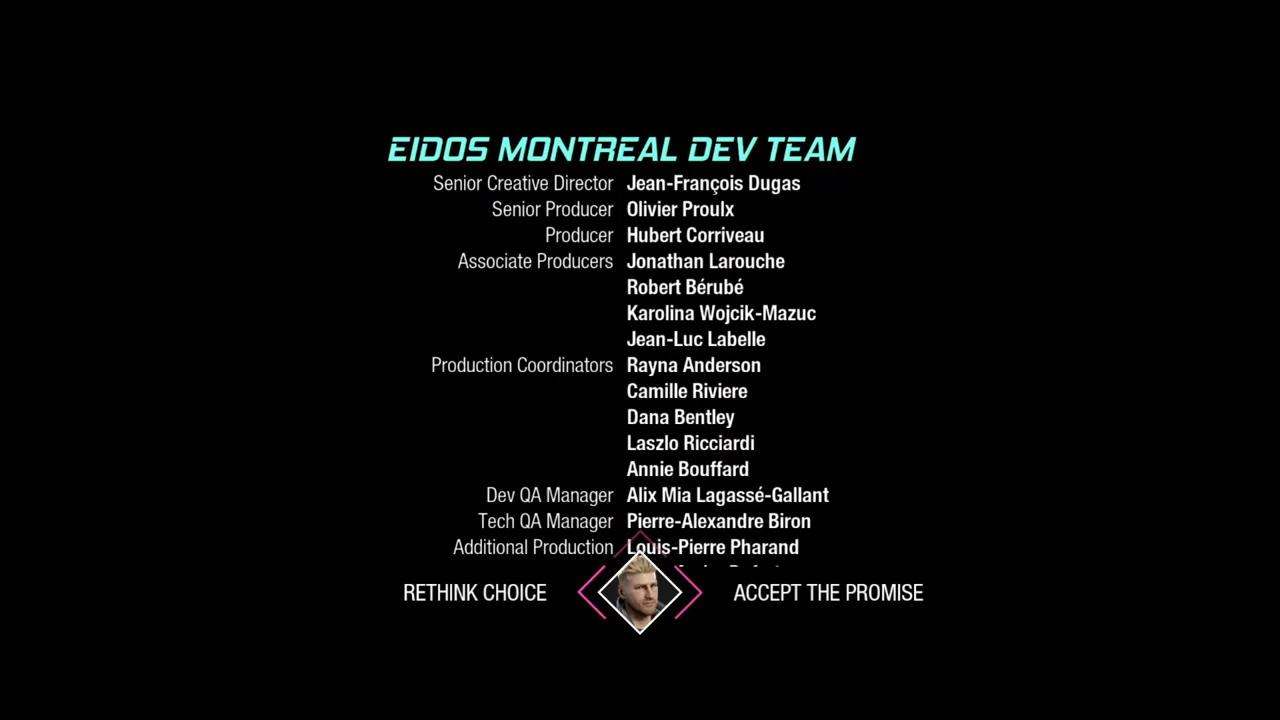 EIDOS MONTREAL DEV TEAM
Senior Creative Director Jean-François Dugas
Senior Producer Olivier Proulx
Producer Hubert Corriveau
Associate Producers Jonathan Larouche
Robert Bérubé
Karolina Wojcik-Mazuc
Jean-Luc Labelle
Production Coordinators Rayna Anderson
Camille Riviere
Dana Bentley
Laszlo Ricciardi
Annie Bouffard
Dev QA Manager Alix Mia Lagassé-Gallant
Tech QA Manager Pierre-Alexandre Biron
Additional Production Louis-Pierre Pharand
RETHINK CHOICE ACCEPT THE PROMISE